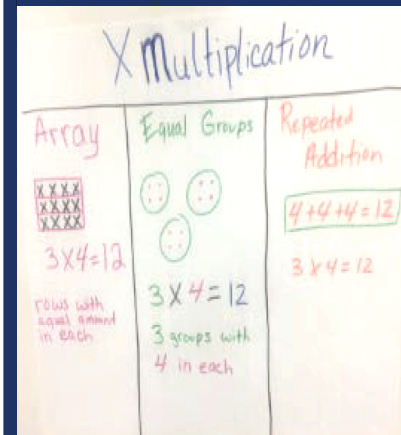 X Multiplication
Array
X X X X
X X X X
X X X X
3X4=12
rows with
equal amount
in each
Equal Groups
3 X 4 = 12
3 groups with
4 in each
Repeated
Addition
4+4+4=12
3 x 4 = 12